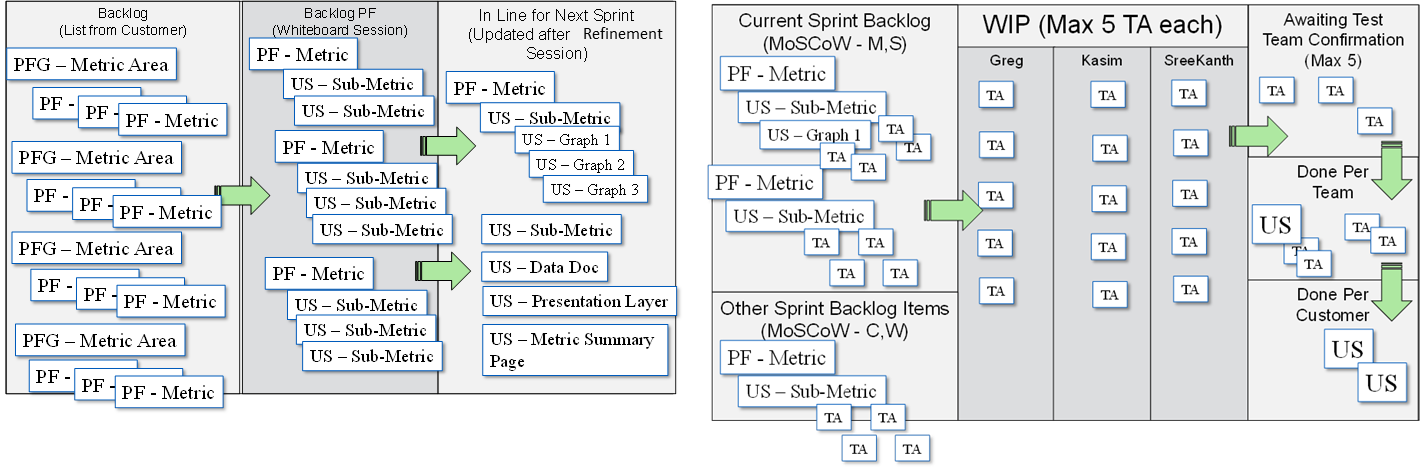 Backlog
(List from Customer)
PFG – Metric Area
PF -
PF -
PF - Metric
PFG – Metric Area
PF -
PF -
PF - Metric
PFG – Metric Area
PF -
PF -
PF - Metric
PFG – Metric Area
PF -
PF -
PF - Metric
Backlog PF
(Whiteboard Session)
PF - Metric
US – Sub-Metric
US – Sub-Metric
PF - Metric
US – Sub-Metric
US – Sub-Metric
US – Sub-Metric
PF - Metric
US – Sub-Metric
US – Sub-Metric
US – Sub-Metric
In Line for Next Sprint
(Updated after Refinement
Session)
PF - Metric
US – Sub-Metric
US – Graph 1
US – Graph 2
US – Graph 3
US – Sub-Metric
US – Data Doc
US – Presentation Layer
US – Metric Summary
Page
Current Sprint Backlog
(MoSCoW - M,S)
PF - Metric
US – Sub-Metric
US – Graph 1
TA
TA
TA
TA
PF - Metric
US – Sub-Metric
TA
TA
TA
TA
Other Sprint Backlog Items
(MoSCoW - C,W)
PF - Metric
US – Sub-Metric
TA
TA
TA
TA
WIP (Max 5 TA each)
Greg
TA
TA
TA
TA
TA
Kasim
TA
TA
TA
TA
TA
SreeKanth
TA
TA
TA
TA
TA
Awaiting Test
Team Confirmation
(Max 5)
TA
TA
TA
Done Per
Team
US
TA
TA
TA
TA
Done Per
Customer
US
US